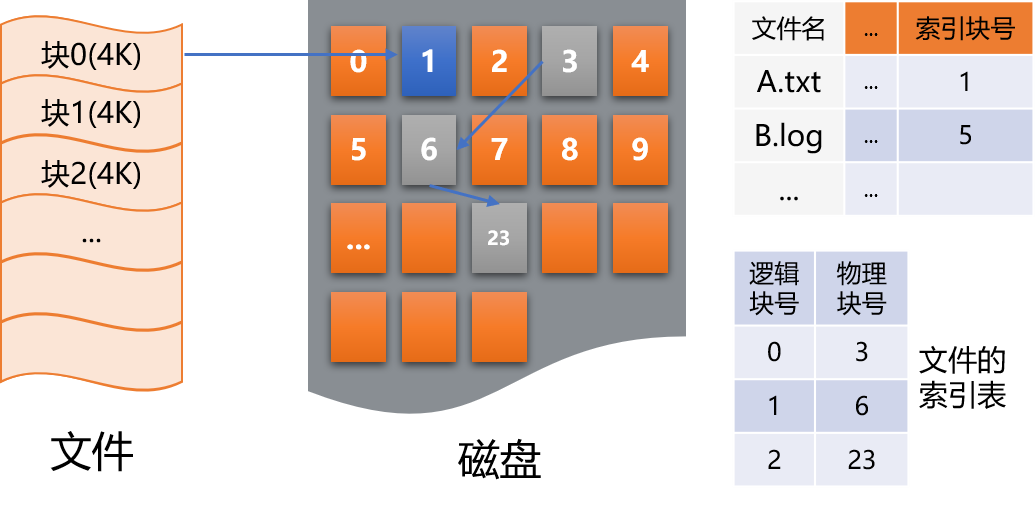 块0(4K)
块1(4K)
块2(4K)
...
文件
0 1 2 3 4
5 6 7 8 9
... 23
磁盘
文件名 ... 索引块号
A.txt ... 1
B.log ... 5
... ...
逻辑
块号
物理
块号
0 3
1 6
2 23
文件的
索引表